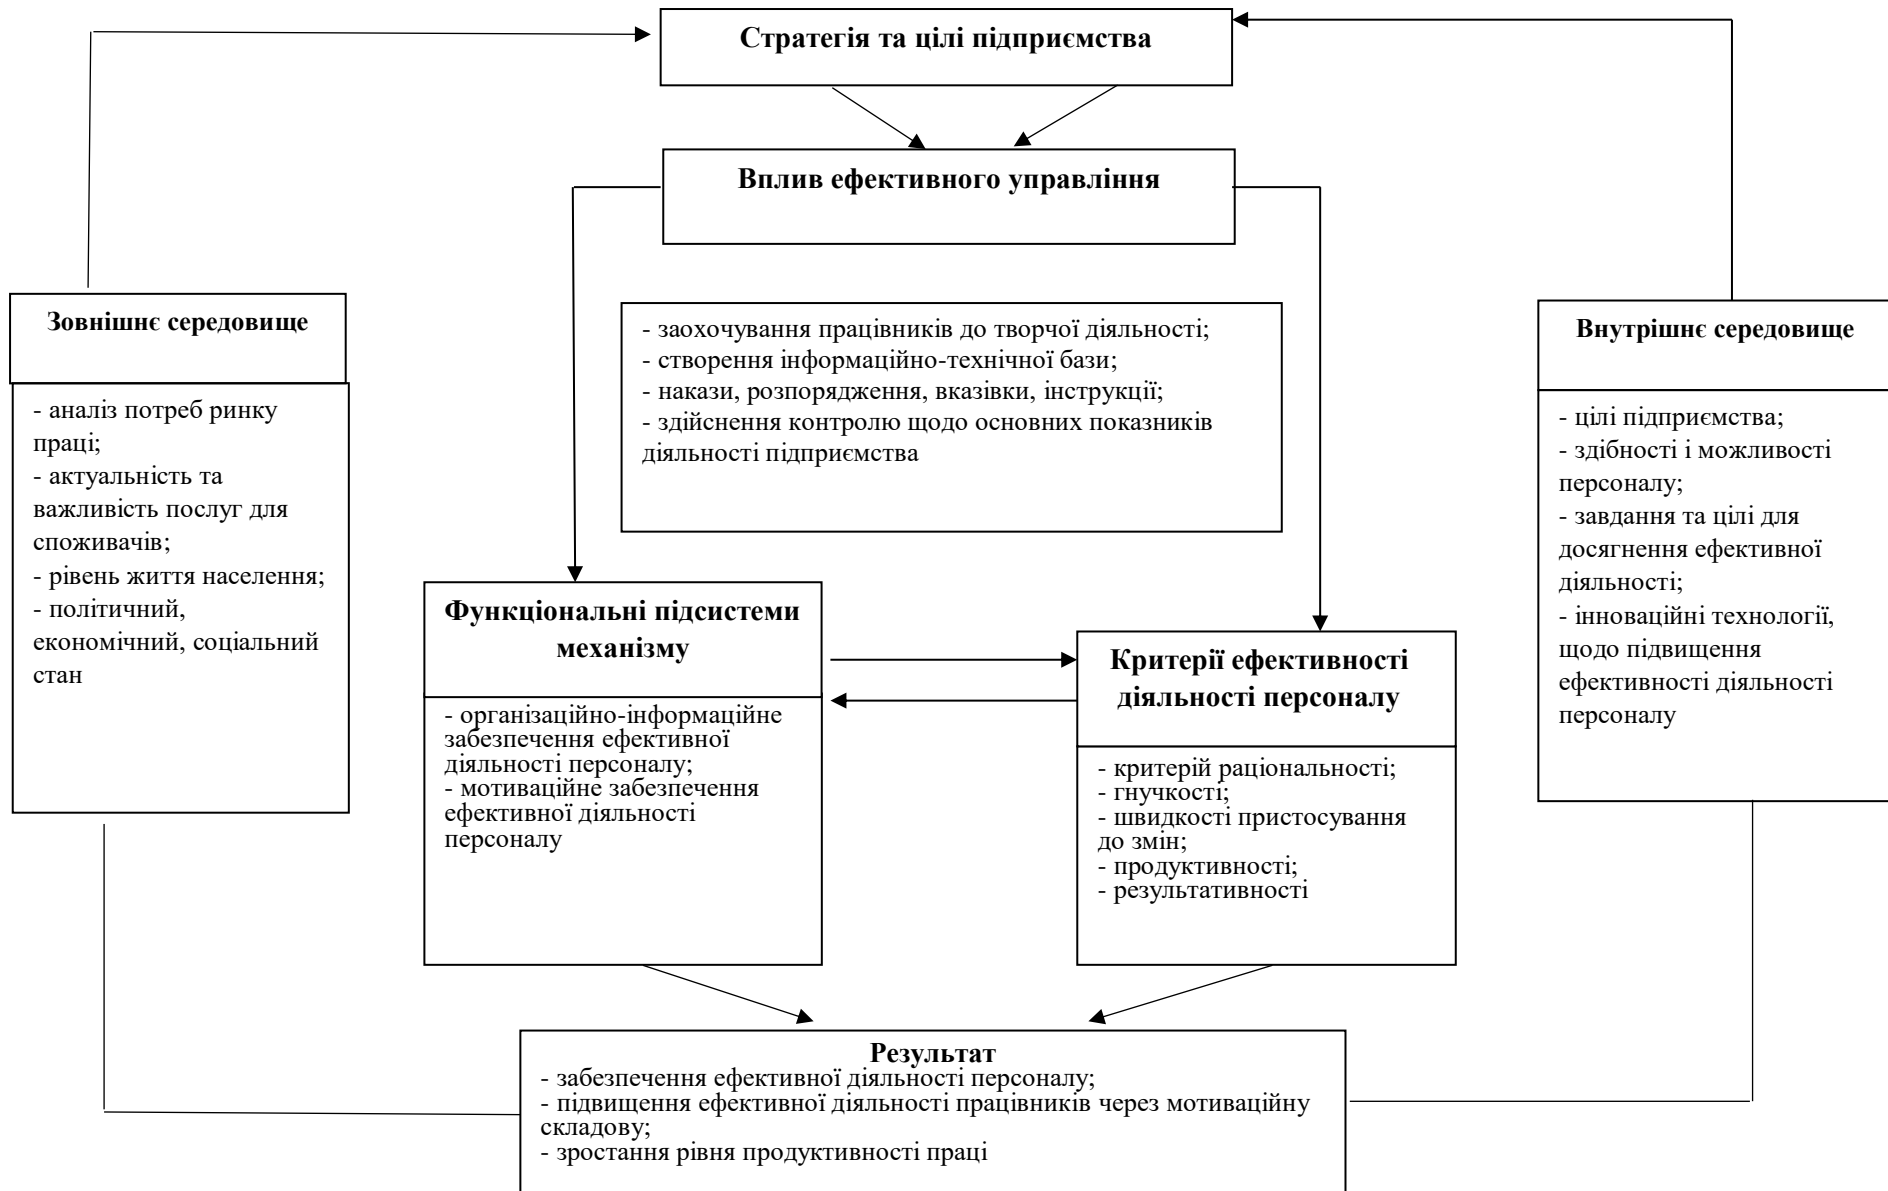 Стратегія та цілі підприємства
Вплив ефективного управління
Зовнішнє середовище
- аналіз потреб ринку
праці;
- актуальність та
важливість послуг для
споживачів;
- рівень життя населення;
- політичний,
економічний, соціальний
стан
- заохочування працівників до творчої діяльності;
- створення інформаційно-технічної бази;
- накази, розпорядження, вказівки, інструкції;
- здійснення контролю щодо основних показників
діяльності підприємства
Внутрішнє середовище
- цілі підприємства;
- здібності і можливості
персоналу;
- завдання та цілі для
досягнення ефективної
діяльності;
- інноваційні технології,
щодо підвищення
ефективності діяльності
персоналу
Функціональні підсистеми
механізму
- організаційно-інформаційне
забезпечення ефективної
діяльності персоналу;
- мотиваційне забезпечення
ефективної діяльності
персоналу
Критерії ефективності
діяльності персоналу
- критерій раціональності;
- гнучкості;
- швидкості пристосування
до змін;
- продуктивності;
- результативності
Результат
- забезпечення ефективної діяльності персоналу;
- підвищення ефективної діяльності працівників через мотиваційну
складову;
- зростання рівня продуктивності праці